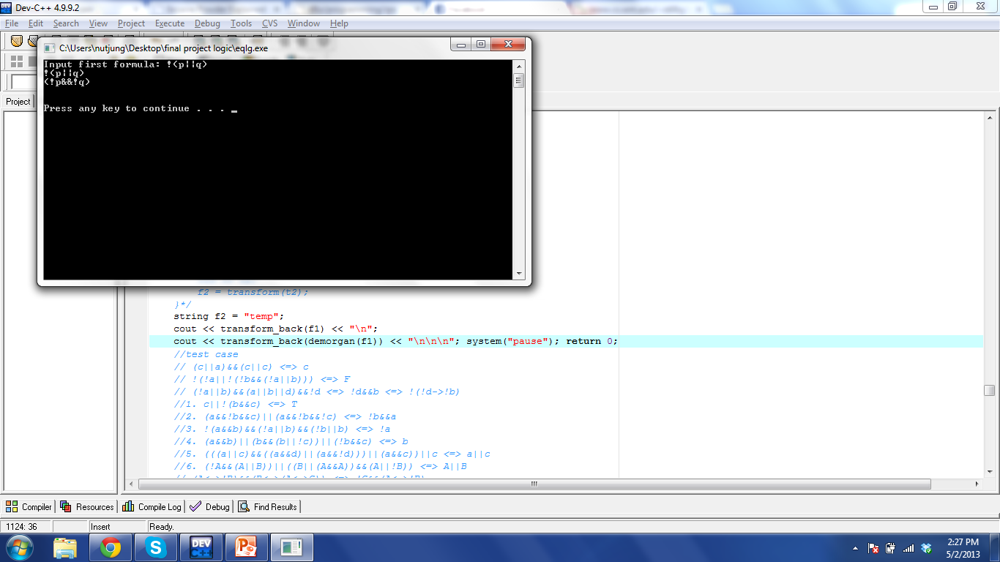 Dev-C++ 4.9.9.2
File Edit Search View Project Execute Debug Tools CVS Window Help
C:\Users\nutjung\Desktop\final project logic\eqlg.exe
Input first formula: !(p||q)
!(p||q)
(!p&&!q)
Press any key to continue . . . _
Project
f2 = transform(t2);
}*/
string f2 = "temp";
cout << transform_back(f1) << "\n";
cout << transform_back(demorgan(f1)) << "\n\n\n"; system("pause"); return 0;
//test case
// (c||a)&&(c||c) <=> c
// !(!a||!(!b&&(!a||b))) <=> F
// (!a||b)&&(a||b||d)&&!d <=> !d&&b <=> !(!d->!b)
//1. c||!(b&&c) <=> T
//2. (a&&!b&&c)||(a&&!b&&!c) <=> !b&&a
//3. !(a&&b)&&(!a||b)&&(!b||b) <=> !a
//4. (a&&b)||(b&&(b||!c))||(!b&&c) <=> b
//5. (((a||c)&&((a&&d)||(a&&!d)))||(a&&c))||c <=> a||c
//6. (!A&&(A||B))||((B||(A&&A))&&(A||!B)) <=> A||B
Compiler Resources Compile Log Debug Find Results
1124: 36 Insert Ready.
DEV C++
2:27 PM
5/2/2013